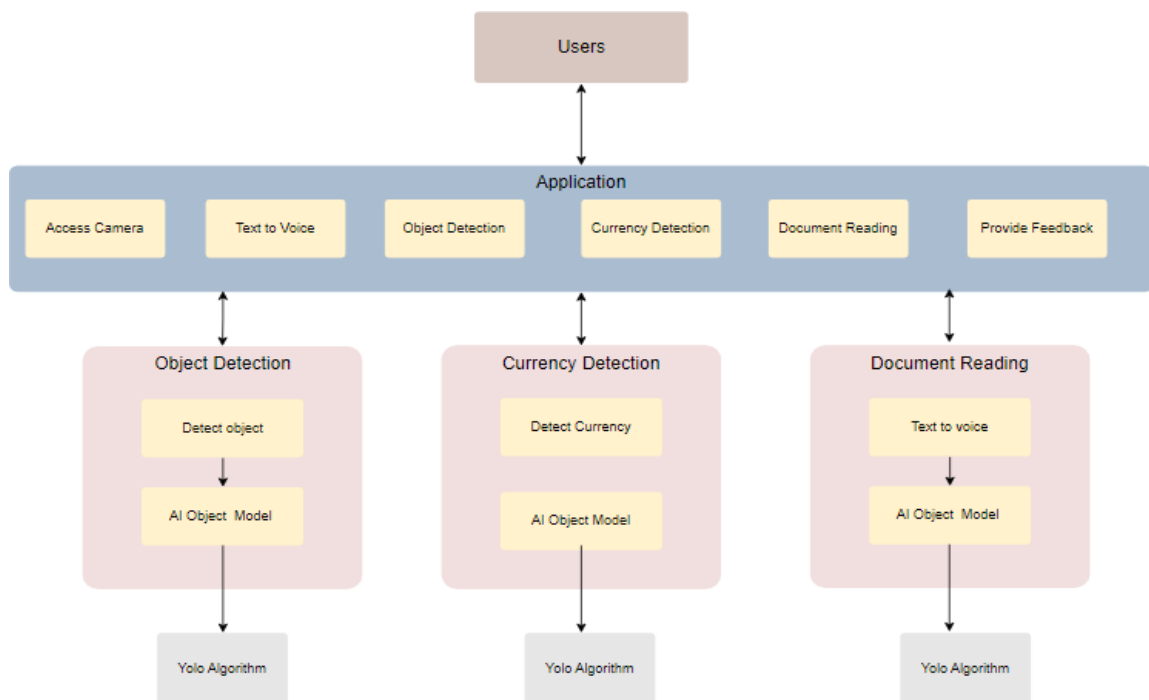 Users
Application
Access Camera
Text to Voice
Object Detection
Currency Detection
Document Reading
Provide Feedback
Object Detection
Detect object
AI Object Model
Yolo Algorithm
Currency Detection
Detect Currency
AI Object Model
Yolo Algorithm
Document Reading
Text to voice
AI Object Model
Yolo Algorithm